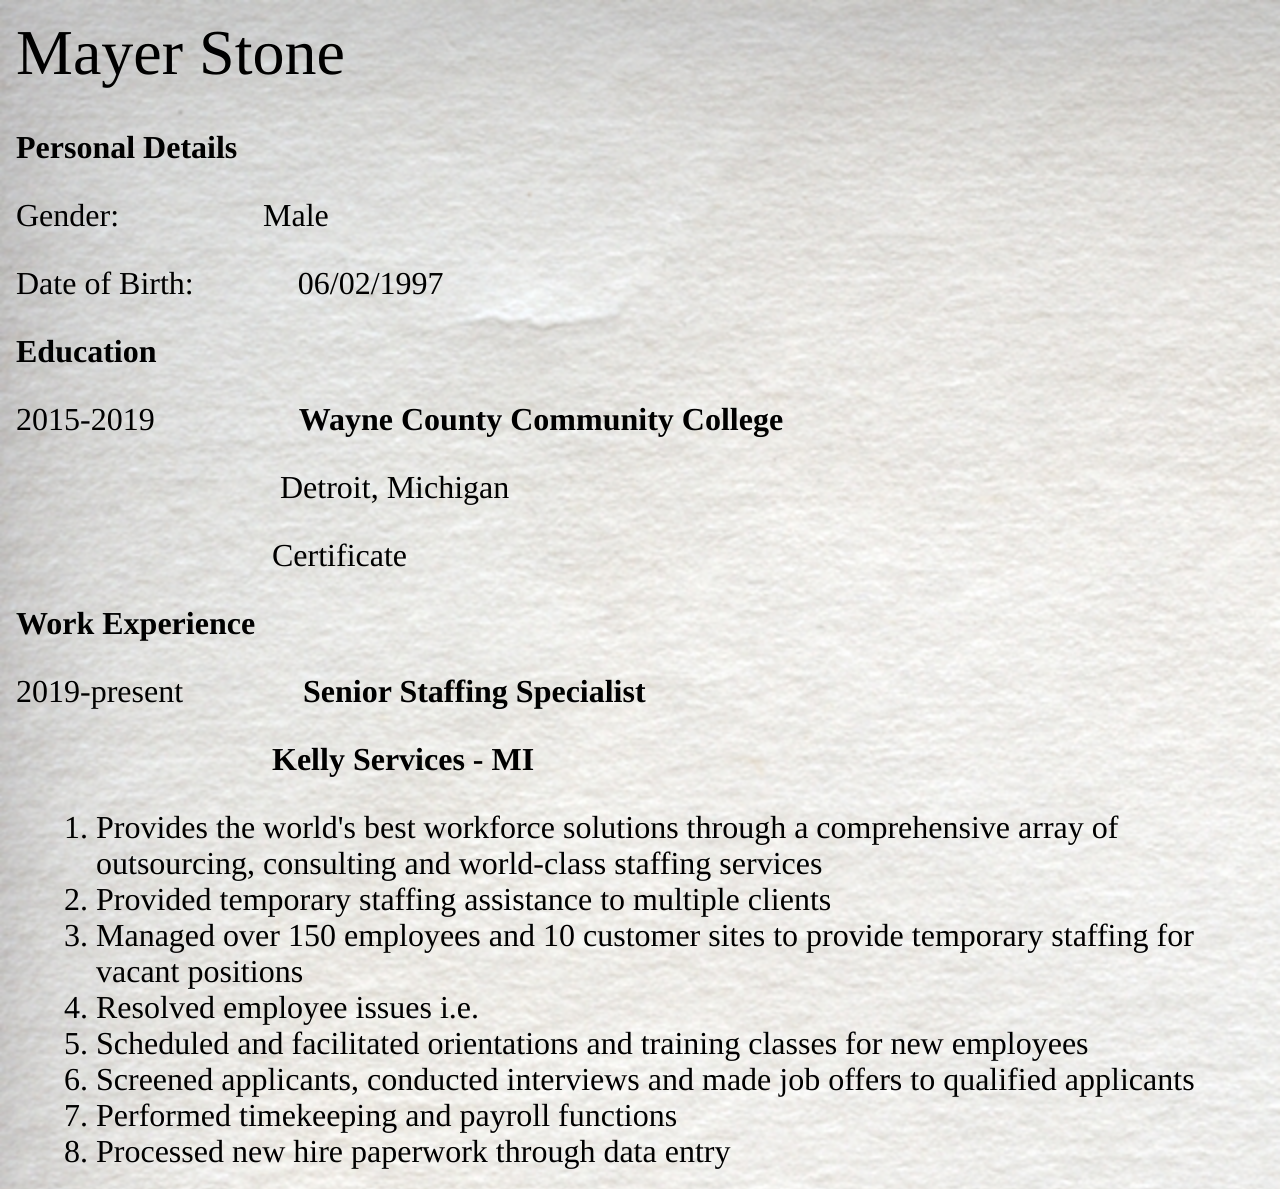 Mayer Stone
Personal Details
Gender: Male
Date of Birth: 06/02/1997
Education
2015-2019 Wayne County Community College
Detroit, Michigan
Certificate
Work Experience
2019-present Senior Staffing Specialist
Kelly Services - MI
1. Provides the world's best workforce solutions through a comprehensive array of
outsourcing, consulting and world-class staffing services
2. Provided temporary staffing assistance to multiple clients
3. Managed over 150 employees and 10 customer sites to provide temporary staffing for
vacant positions
4. Resolved employee issues i.e.
5. Scheduled and facilitated orientations and training classes for new employees
6. Screened applicants, conducted interviews and made job offers to qualified applicants
7. Performed timekeeping and payroll functions
8. Processed new hire paperwork through data entry